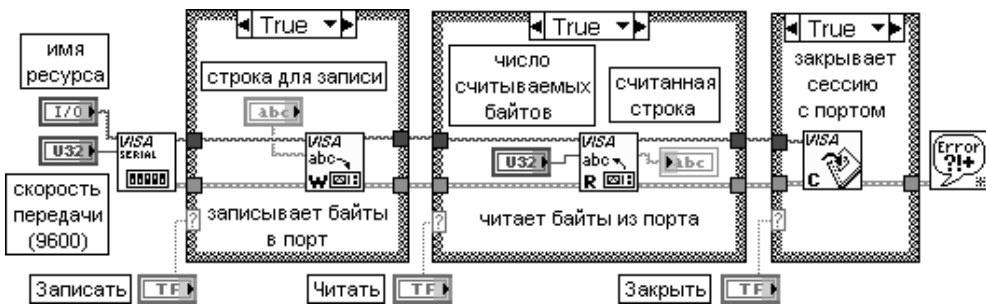 True
True
True
имя
ресурса
I/O
U32
скорость
передачи
(9600)
VISA
SERIAL
строка для записи
abc
VISA
abc
W
записывает байты
в порт
число
считываемых
байтов
U32
считанная
строка
VISA
abc
R
abc
читает байты из порта
закрывает
сессию
с портом
VISA
C
Error
?!+
?
?
?
Записать
TF
Читать
TF
Закрыть
TF